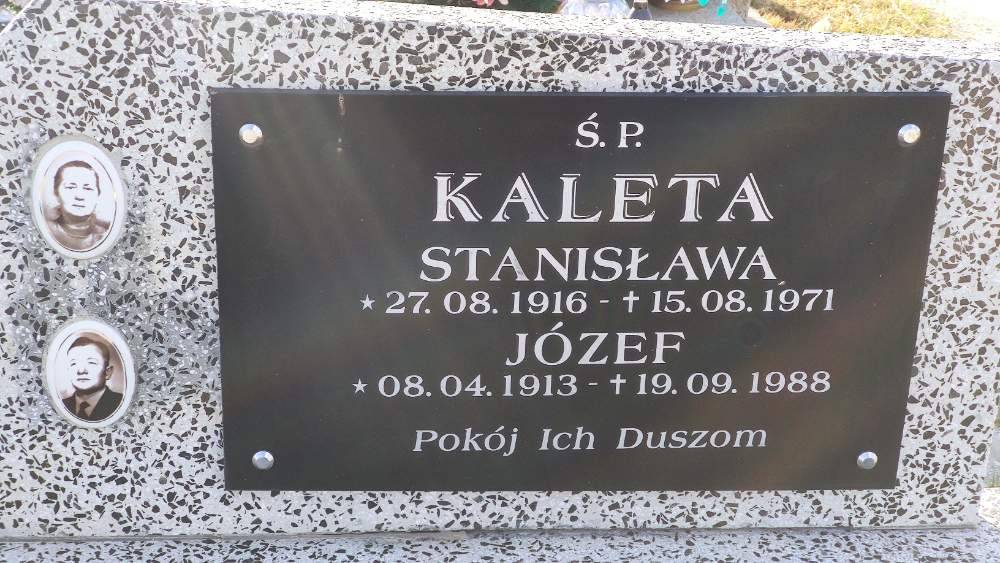 Ś. P.
KALETA
STANISŁAWA
★ 27. 08. 1916 - † 15. 08. 1971
JÓZEF
★ 08. 04. 1913 - † 19. 09. 1988
Pokój Ich Duszom